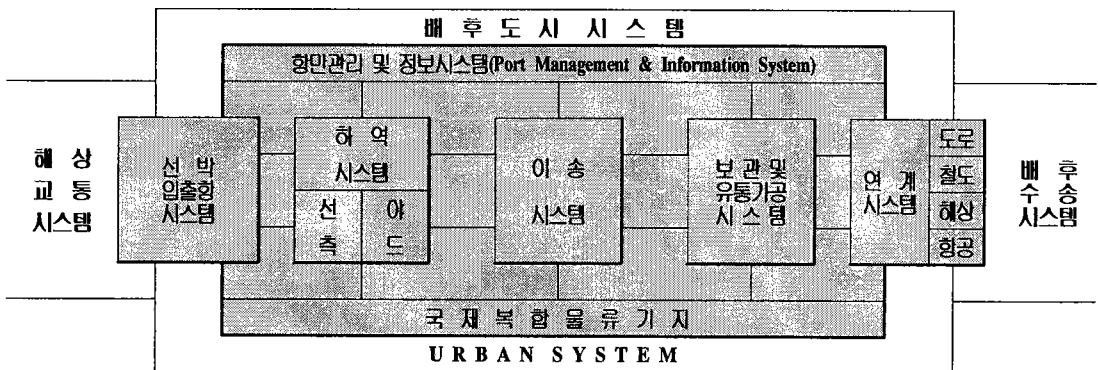 배 후 도 시 시 스 템
항만관리 및 정보시스템(Port Management & Information System)
해 상
교 통
시스템
선 박
입출항
시스템
하 역
시스템
선
측
야
드
이 송
시스템
보 관 및
유통가공
시 스 템
연 계
시스템
도로
철도
해상
항공
배 후
수 송
시스템
국 제 복 합 물 류 기 지
URBAN SYSTEM